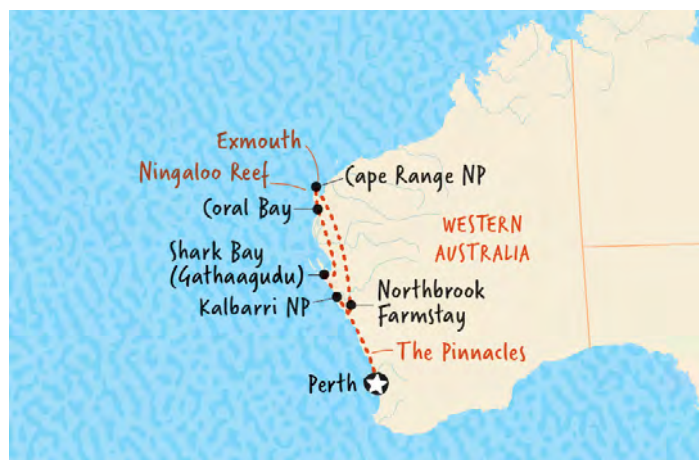 Exmouth
Ningaloo Reef
Cape Range NP
Coral Bay
WESTERN
AUSTRALIA
Shark Bay
(Gathaagudu)
Kalbarri NP
Northbrook
Farmstay
The Pinnacles
Perth